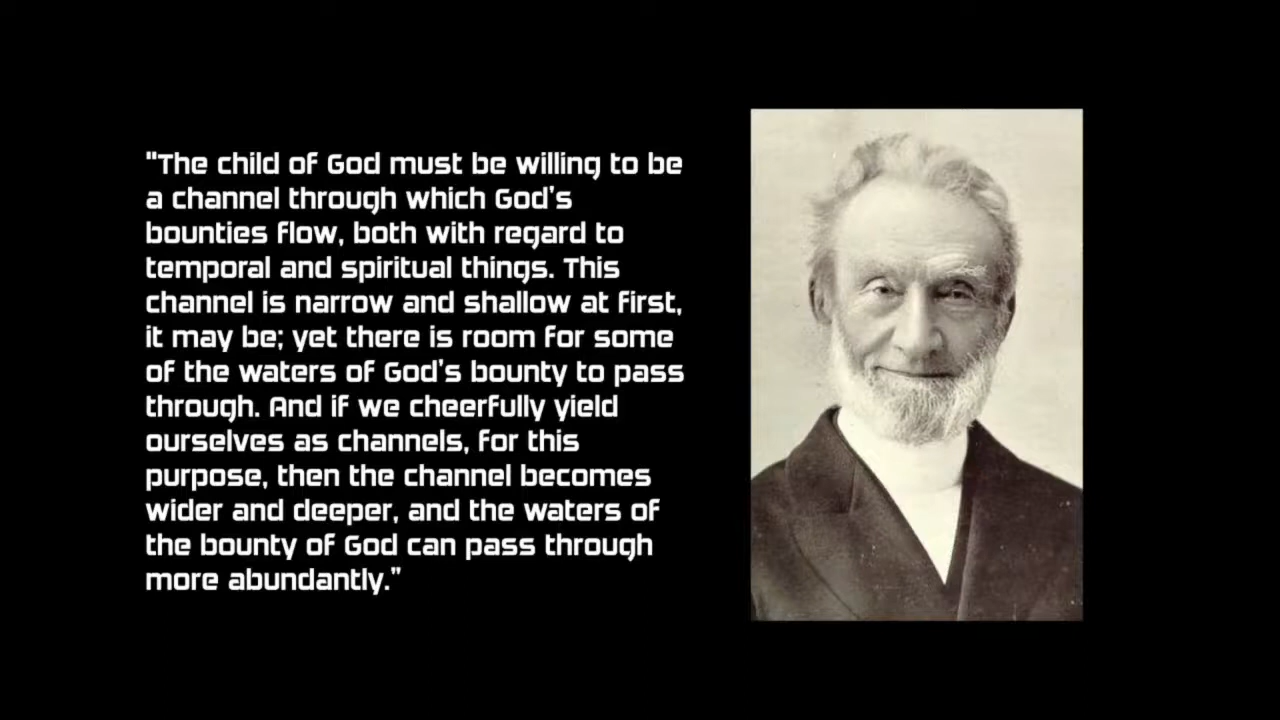 "The child of God must be willing to be
a channel through which God's
bounties flow, both with regard to
temporal and spiritual things. This
channel is narrow and shallow at first,
it may be; yet there is room for some
of the waters of God's bounty to pass
through. And if we cheerfully yield
ourselves as channels, for this
purpose, then the channel becomes
wider and deeper, and the waters of
the bounty of God can pass through
more abundantly."